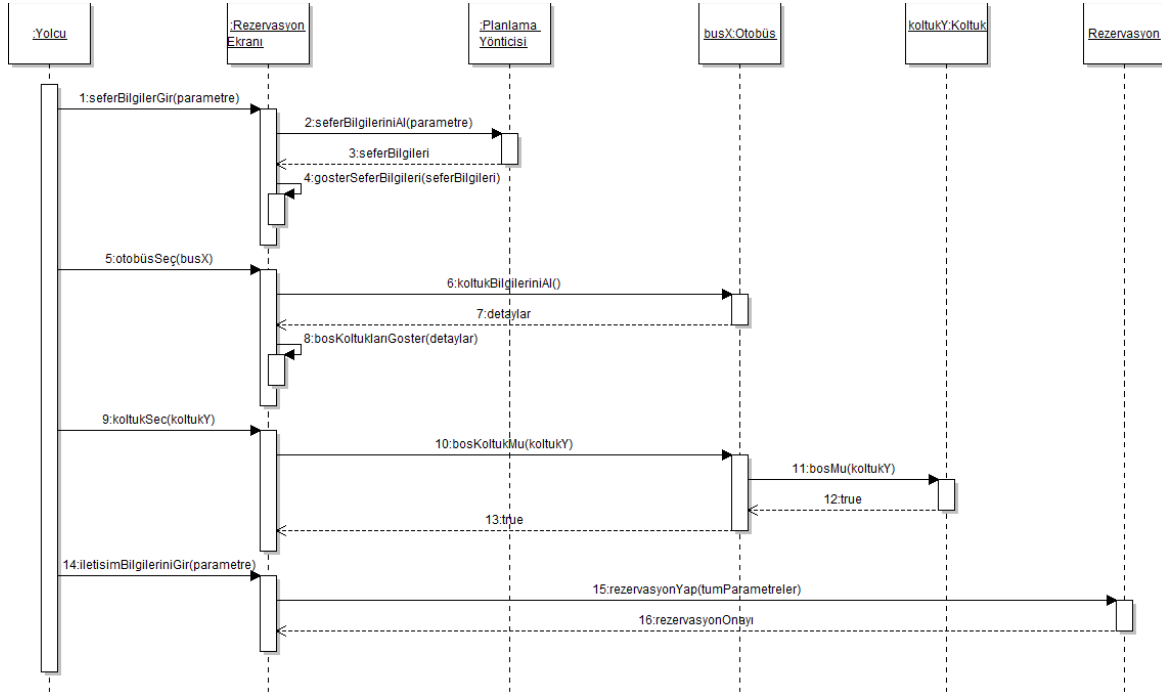 :Yolcu
:Rezervasyon
Ekranı
:Planlama
Yönticisi
busX:Otobüs
koltukY:Koltuk
Rezervasyon
1:seferBilgilerGir(parametre)
2:seferBilgileriniAl(parametre)
3:seferBilgileri
4:gosterSeferBilgileri(seferBilgileri)
5:otobüsSeç(busX)
6:koltukBilgileriniAl()
7:detaylar
8:bosKoltuklarıGoster(detaylar)
9:koltukSec(koltukY)
10:bosKoltukMu(koltukY)
11:bosMu(koltukY)
12:true
13:true
14:iletisimBilgileriniGir(parametre)
15:rezervasyonYap(tumParametreler)
16:rezervasyonOnayı